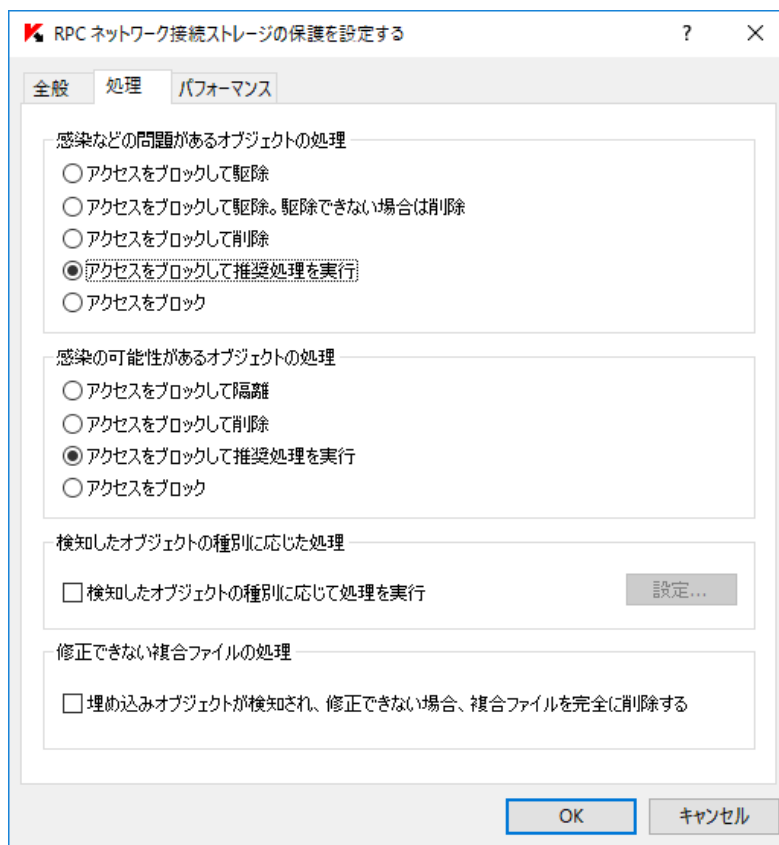 RPC ネットワーク接続ストレージの保護を設定する
?
全般 処理 パフォーマンス
感染などの問題があるオブジェクトの処理
アクセスをブロックして駆除
アクセスをブロックして駆除。駆除できない場合は削除
アクセスをブロックして削除
アクセスをブロックして推奨処理を実行
アクセスをブロック
感染の可能性があるオブジェクトの処理
アクセスをブロックして隔離
アクセスをブロックして削除
アクセスをブロックして推奨処理を実行
アクセスをブロック
検知したオブジェクトの種別に応じた処理
検知したオブジェクトの種別に応じて処理を実行 設定...
修正できない複合ファイルの処理
埋め込みオブジェクトが検知され、修正できない場合、複合ファイルを完全に削除する
OK キャンセル